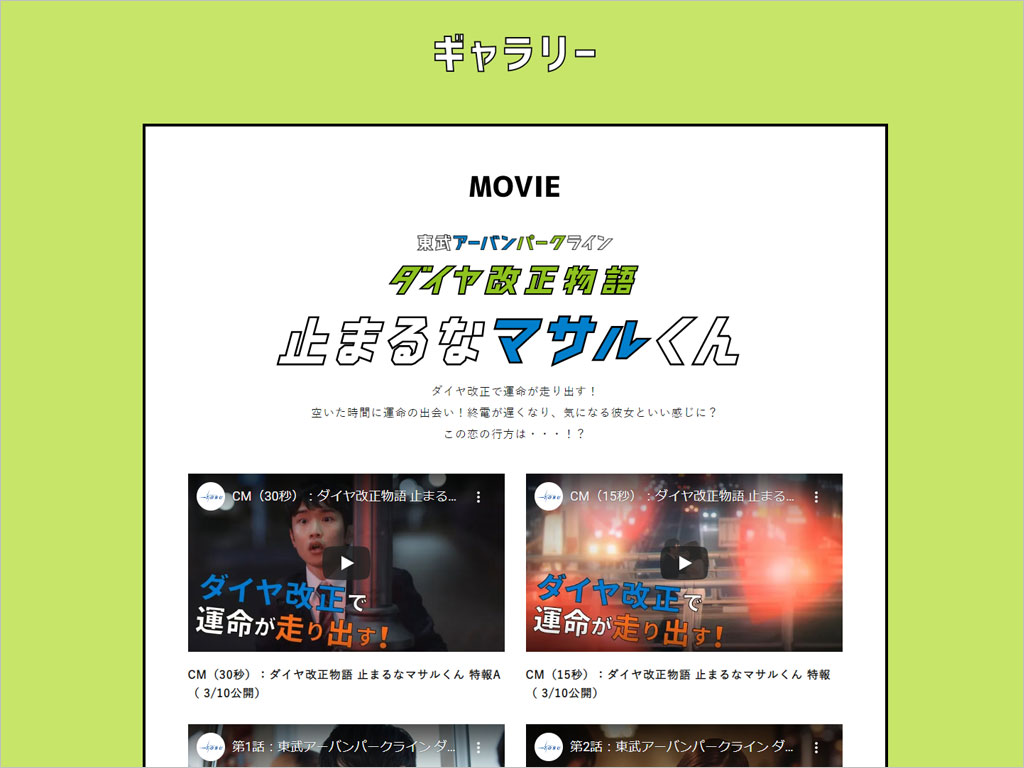 ギャラリー
MOVIE
東武アーバンパークライン
ダイヤ改正物語
止まるなマサルくん
ダイヤ改正で運命が走り出す！
空いた時間に運命の出会い！終電が遅くなり、気になる彼女といい感じに？
この恋の行方は・・・！？
CM（30秒）：ダイヤ改正物語 止まる...
ダイヤ改正で
運命が走り出す!
CM（30秒）：ダイヤ改正物語 止まるなマサルくん 特報A
（ 3/10公開）
CM（15秒）：ダイヤ改正物語 止まる...
ダイヤ改正で
運命が走り出す!
CM（15秒）：ダイヤ改正物語 止まるなマサルくん 特報
（ 3/10公開）
第1話：東武アーバンパークライン ダ...
第2話：東武アーバンパークライン ダ...